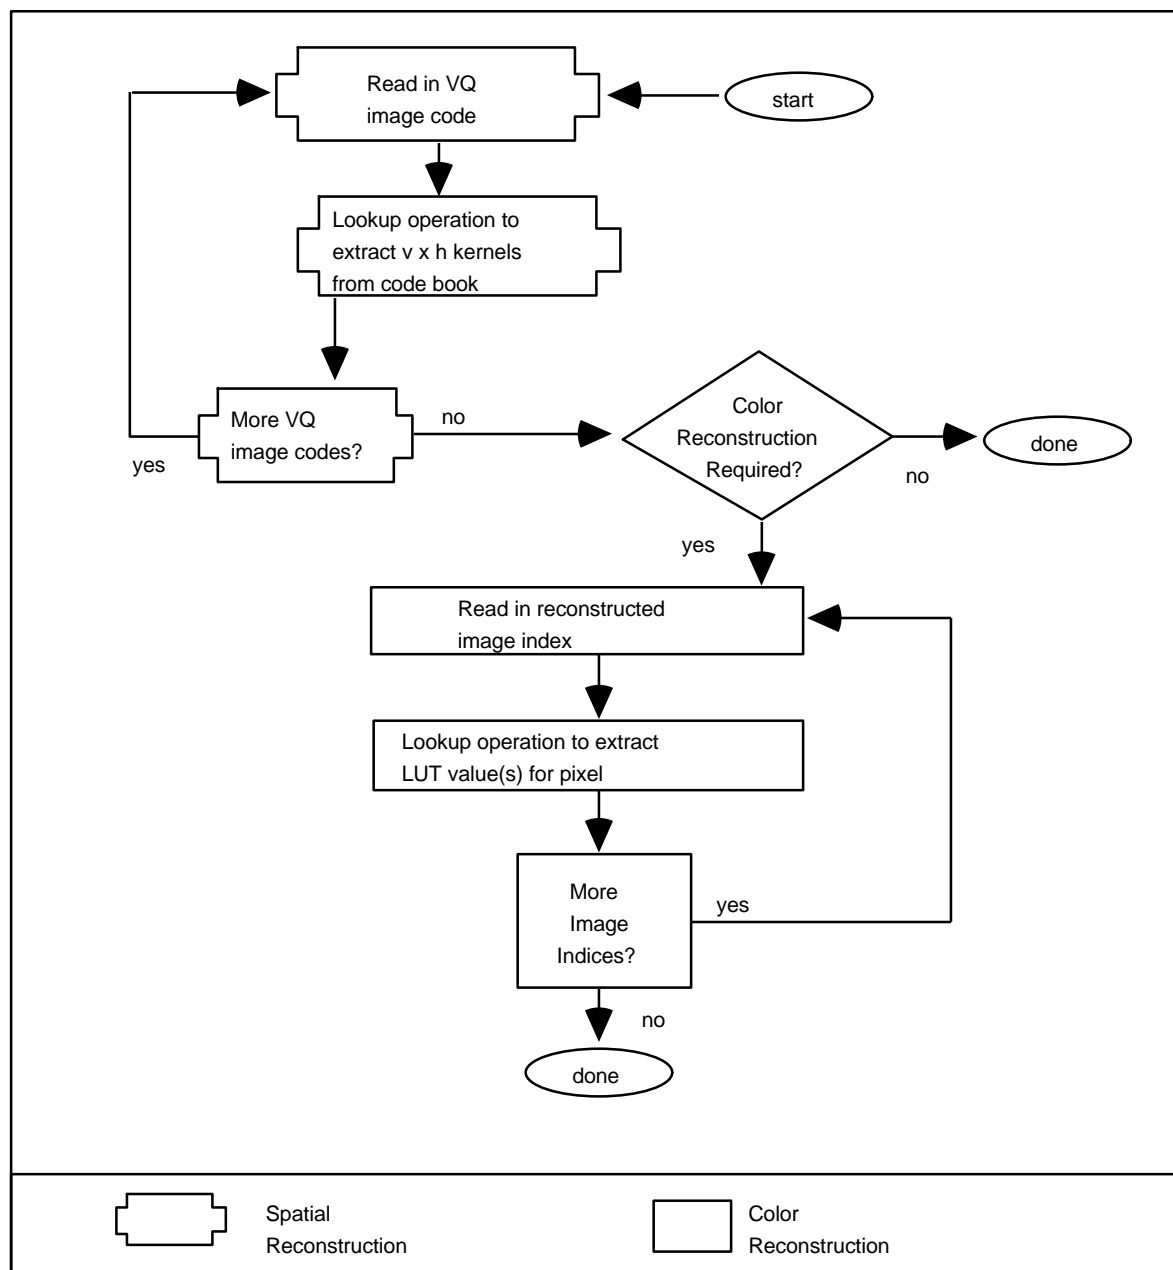 Read in VQ
image code
start
Lookup operation to
extract v x h kernels
from code book
More VQ
image codes?
yes
no
Color
Reconstruction
Required?
no
done
yes
Read in reconstructed
image index
Lookup operation to extract
LUT value(s) for pixel
More
Image
Indices?
yes
no
done
Spatial
Reconstruction
Color
Reconstruction